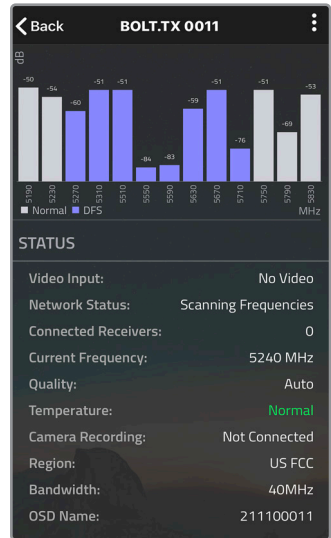 Back BOLT.TX 0011
dB
-50 -54 -60 -51 -51 -84 -83 -59 -51 -76 -51 -69 -53
5190 5230 5270 5310 5510 5550 5590 5630 5670 5710 5750 5790 5830
Normal DFS MHz
STATUS
Video Input: No Video
Network Status: Scanning Frequencies
Connected Receivers: 0
Current Frequency: 5240 MHz
Quality: Auto
Temperature: Normal
Camera Recording: Not Connected
Region: US FCC
Bandwidth: 40MHz
OSD Name: 211100011